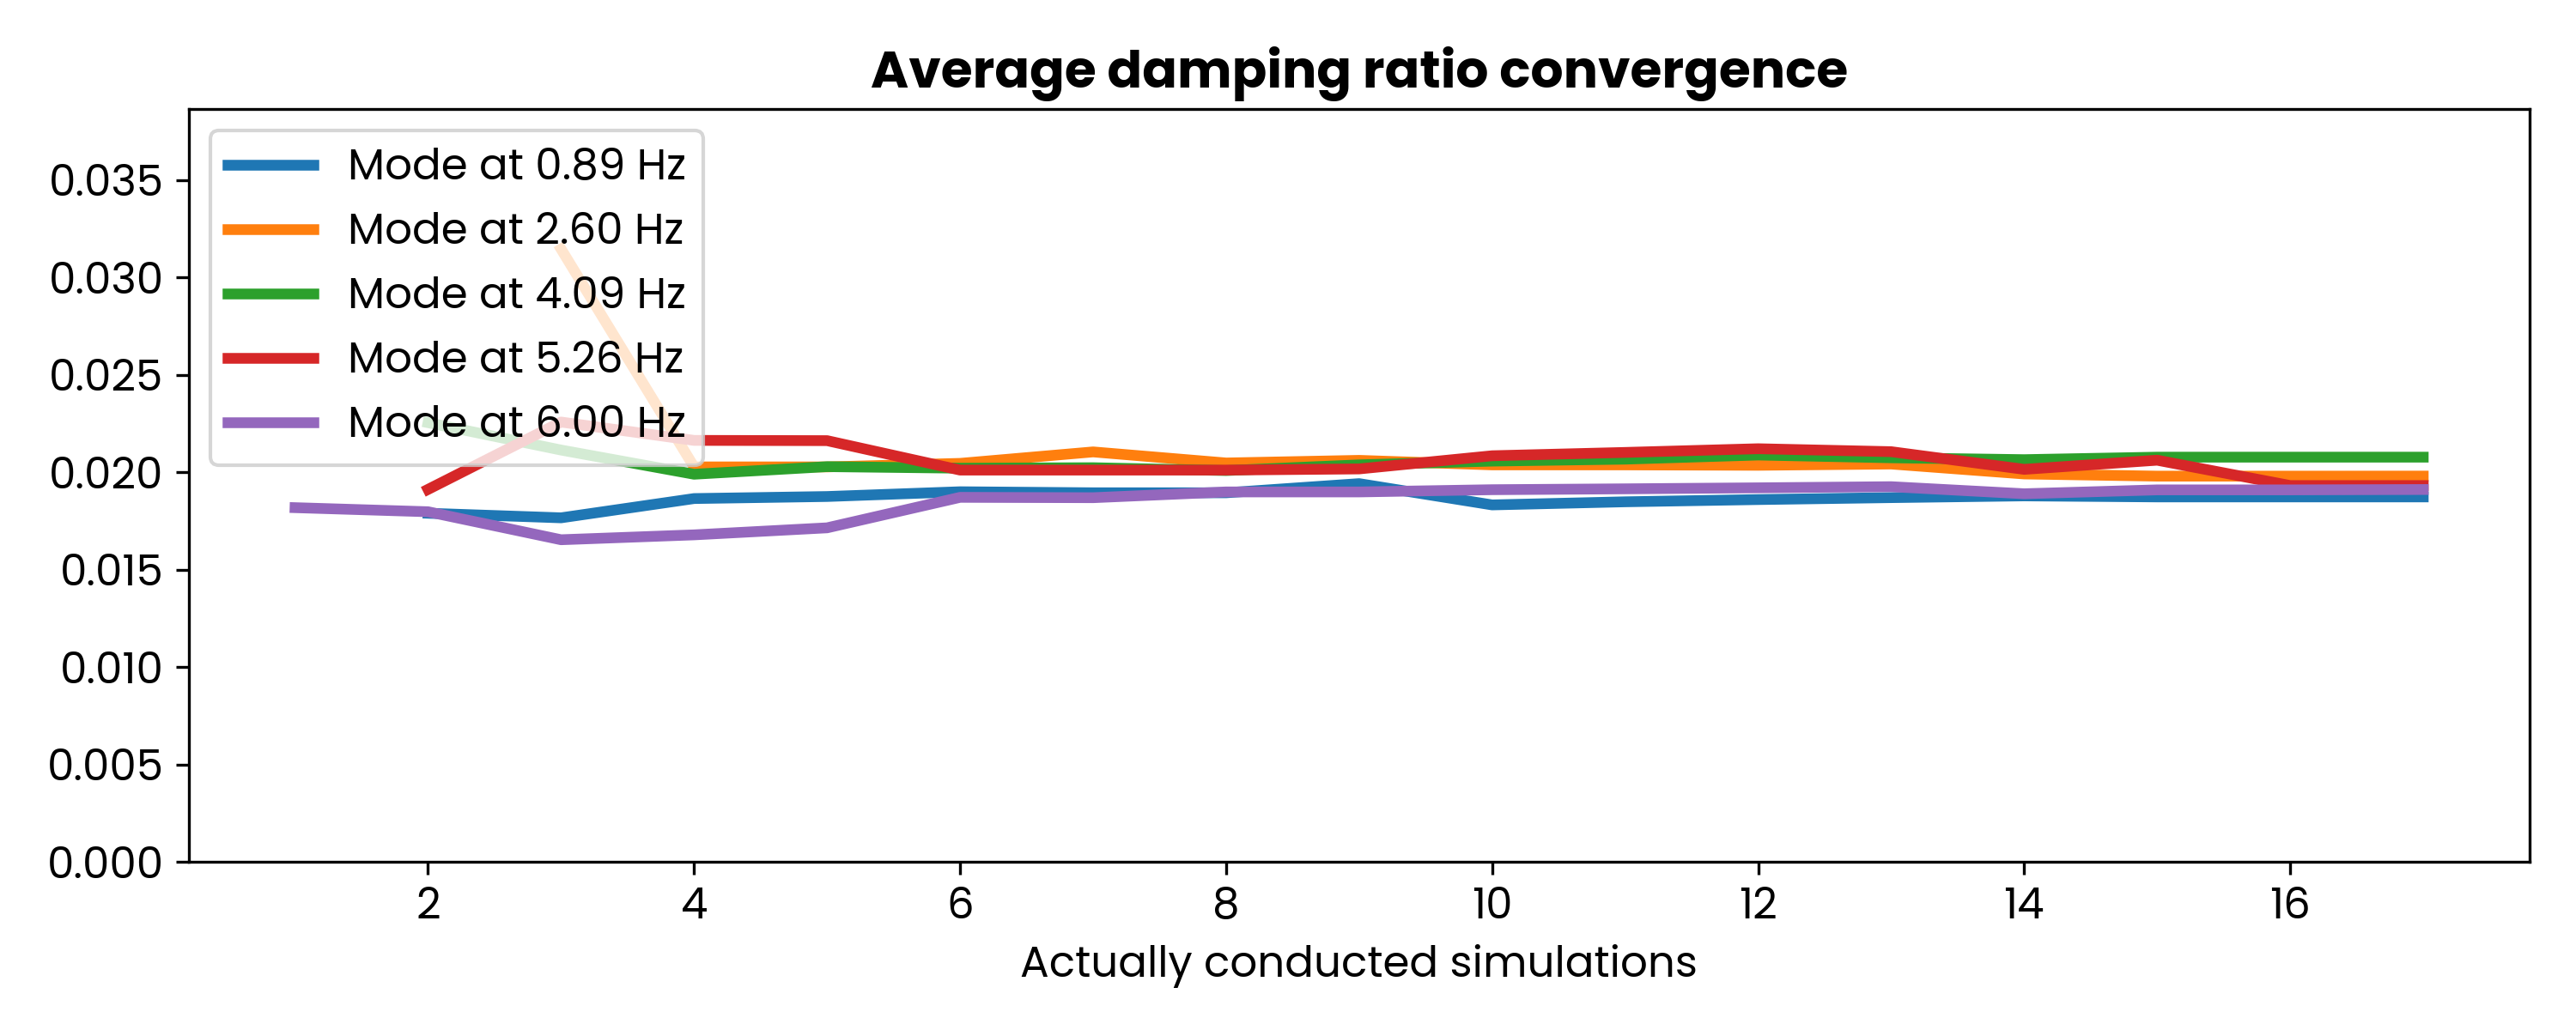 Average damping ratio convergence
Mode at 0.89 Hz
Mode at 2.60 Hz
Mode at 4.09 Hz
Mode at 5.26 Hz
Mode at 6.00 Hz
0.035
0.030
0.025
0.020
0.015
0.010
0.005
0.000
2 4 6 8 10 12 14 16
Actually conducted simulations